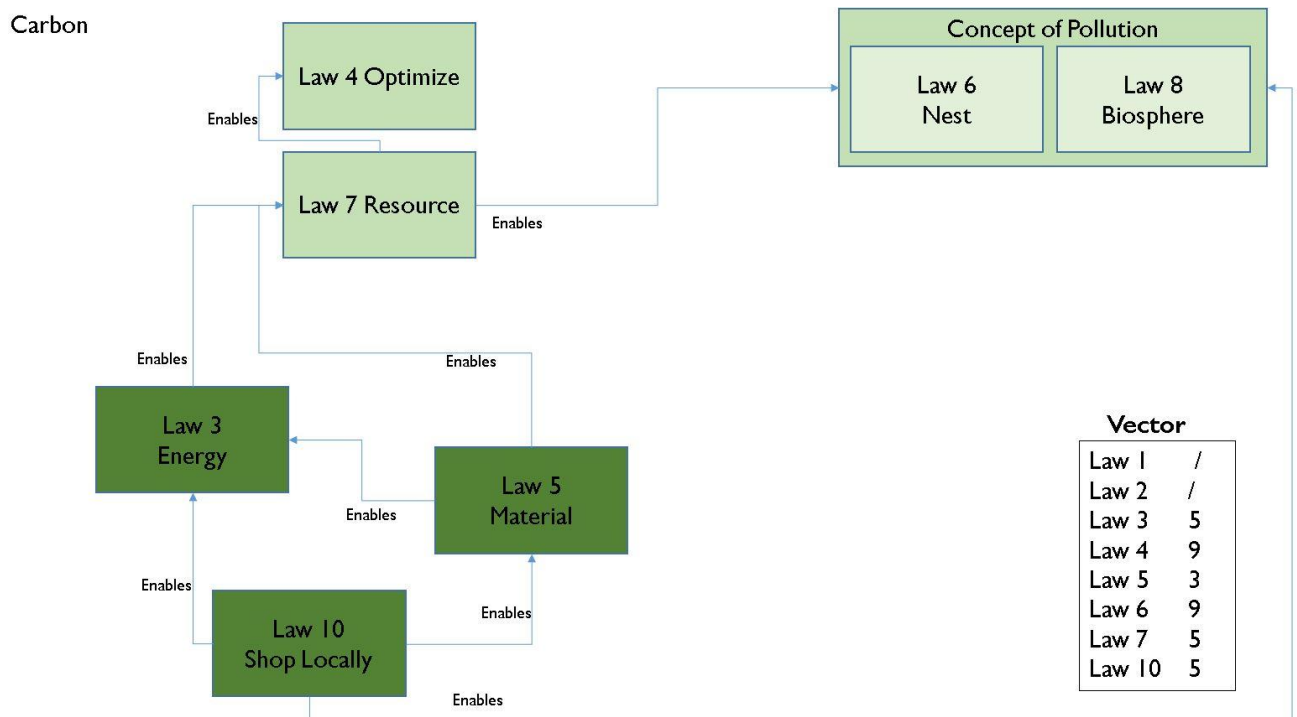 Carbon
Law 4 Optimize
Concept of Pollution
Law 6
Nest
Law 8
Biosphere
Enables
Law 7 Resource
Enables
Enables
Enables
Law 3
Energy
Law 5
Material
Enables
Enables
Enables
Law 10
Shop Locally
Enables
Vector
Law 1 /
Law 2 /
Law 3 5
Law 4 9
Law 5 3
Law 6 9
Law 7 5
Law 10 5